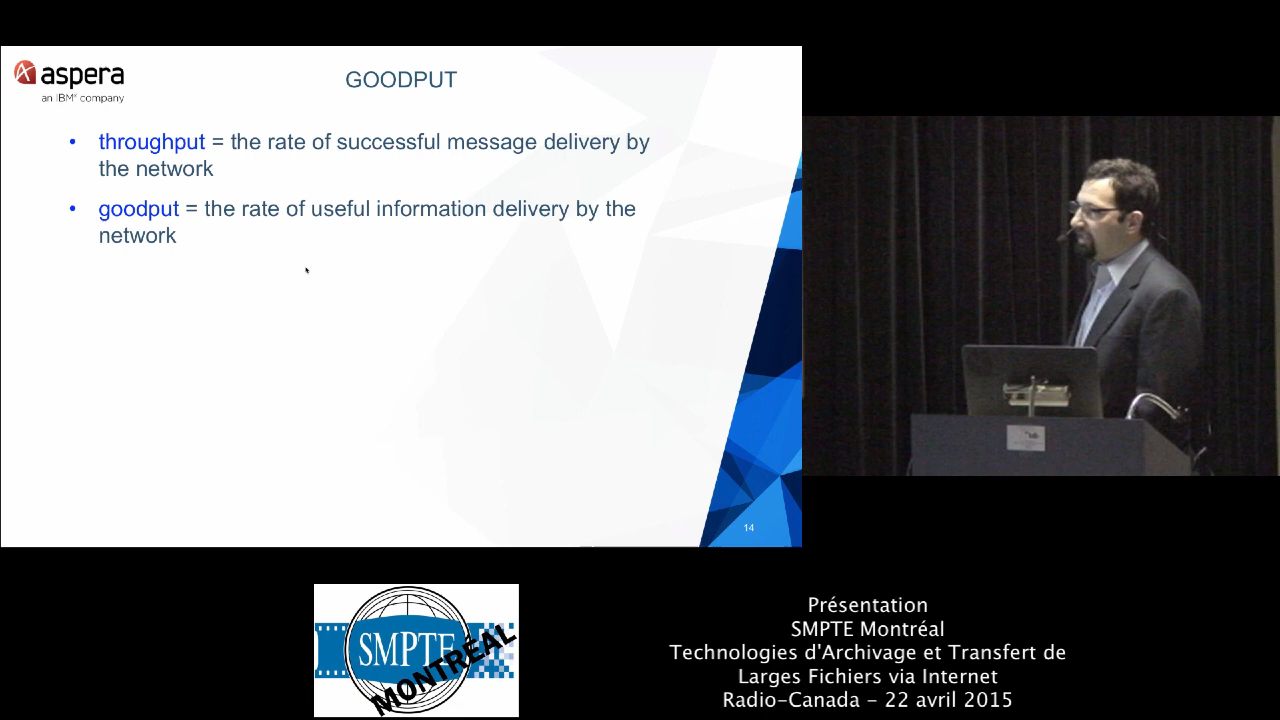 aspera
an IBM® company
GOODPUT
• throughput = the rate of successful message delivery by
the network
• goodput = the rate of useful information delivery by the
network
14
SMPTE
MONTRÉAL
Présentation
SMPTE Montréal
Technologies d'Archivage et Transfert de
Larges Fichiers via Internet
Radio-Canada - 22 avril 2015